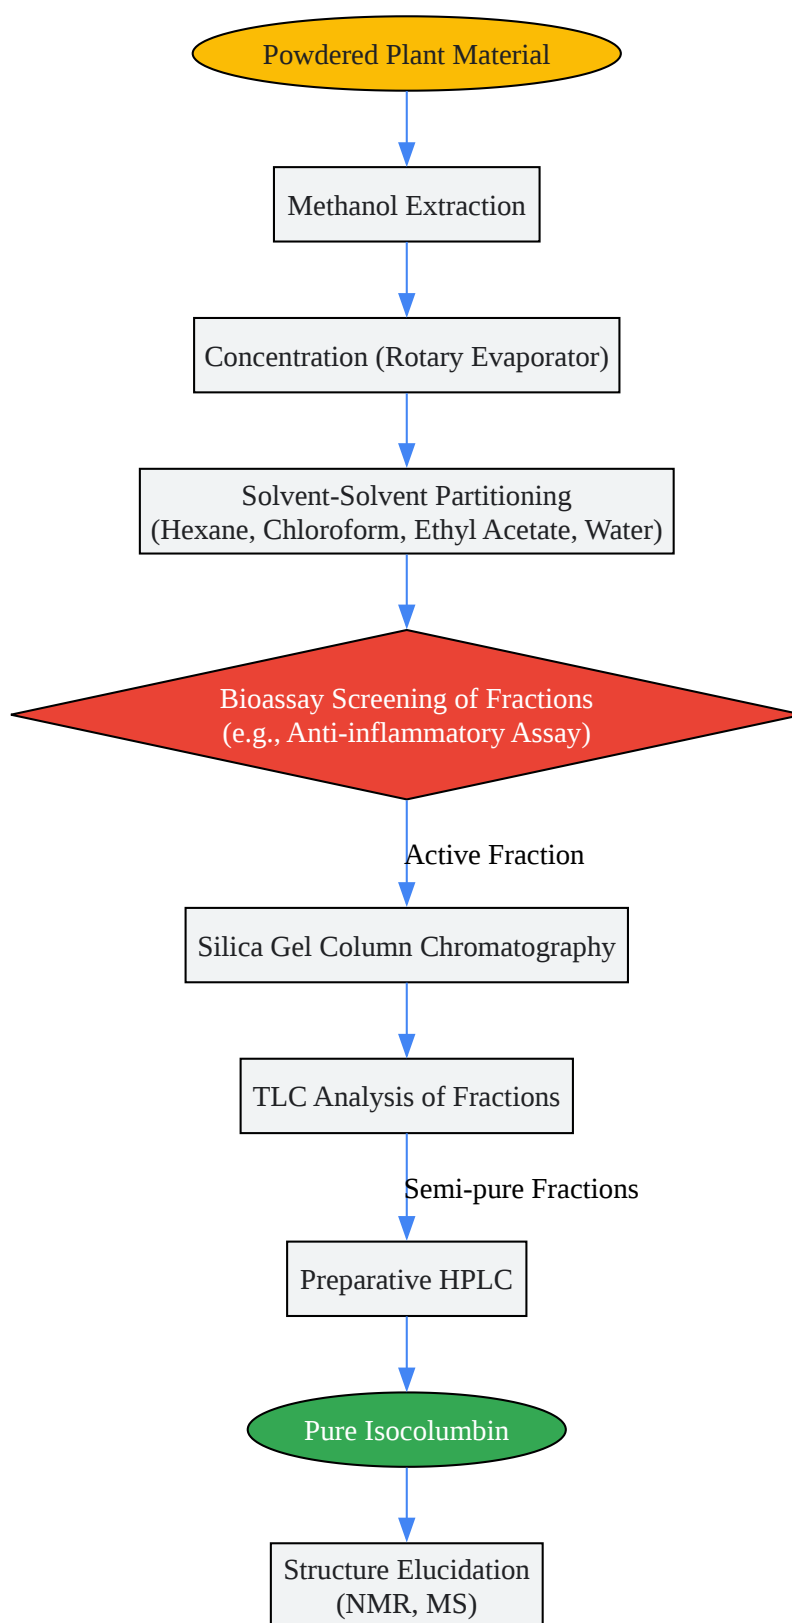 Powdered Plant Material
Methanol Extraction
Concentration (Rotary Evaporator)
Solvent-Solvent Partitioning
(Hexane, Chloroform, Ethyl Acetate, Water)
Bioassay Screening of Fractions
(e.g., Anti-inflammatory Assay)
Active Fraction
Silica Gel Column Chromatography
TLC Analysis of Fractions
Semi-pure Fractions
Preparative HPLC
Pure Isocolumbin
Structure Elucidation
(NMR, MS)